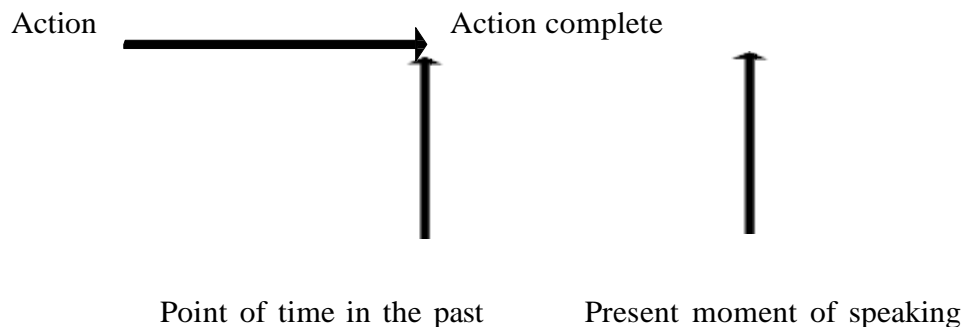 Action Action complete
Point of time in the past Present moment of speaking